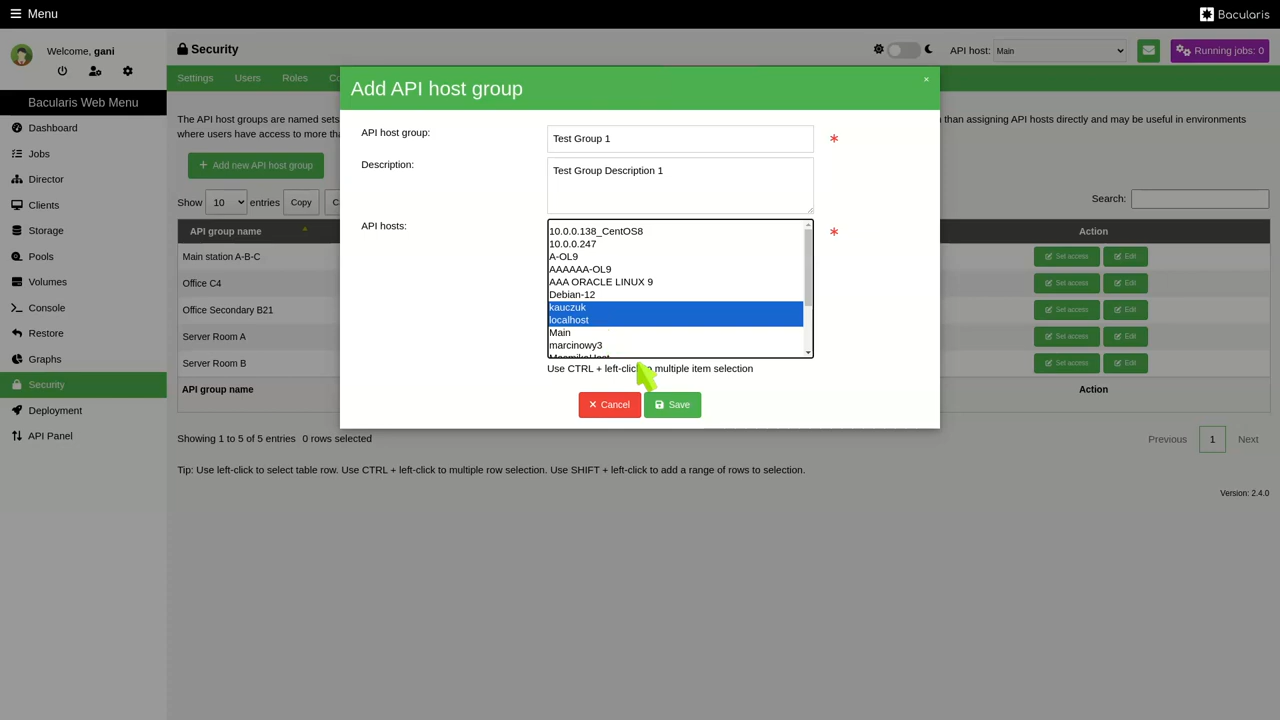 Menu
Bacularis
Welcome, gani
Security
API host:
Main
Running jobs: 0
Bacularis Web Menu
Settings
Users
Roles
Dashboard
Jobs
Director
Clients
Storage
Pools
Volumes
Console
Restore
Graphs
Security
Deployment
API Panel
The API host groups are named sets
than assigning API hosts directly and may be useful in environments
where users have access to more tha
Add new API host group
Show 10 entries
Copy
Search:
API group name
Action
Main station A-B-C
Set access
Edit
Office C4
Set access
Edit
Office Secondary B21
Set access
Edit
Server Room A
Set access
Edit
Server Room B
Set access
Edit
API group name
Action
Showing 1 to 5 of 5 entries 0 rows selected
Previous
1
Next
Tip: Use left-click to select table row. Use CTRL + left-click to multiple row selection. Use SHIFT + left-click to add a range of rows to selection.
Version: 2.4.0
Add API host group
×
API host group:
Test Group 1
*
Description:
Test Group Description 1
API hosts:
*
10.0.0.138_CentOS8
10.0.0.247
A-OL9
AAAAAA-OL9
AAA ORACLE LINUX 9
Debian-12
kauczuk
localhost
Main
marcinowy3
Use CTRL + left-click multiple item selection
Cancel
Save